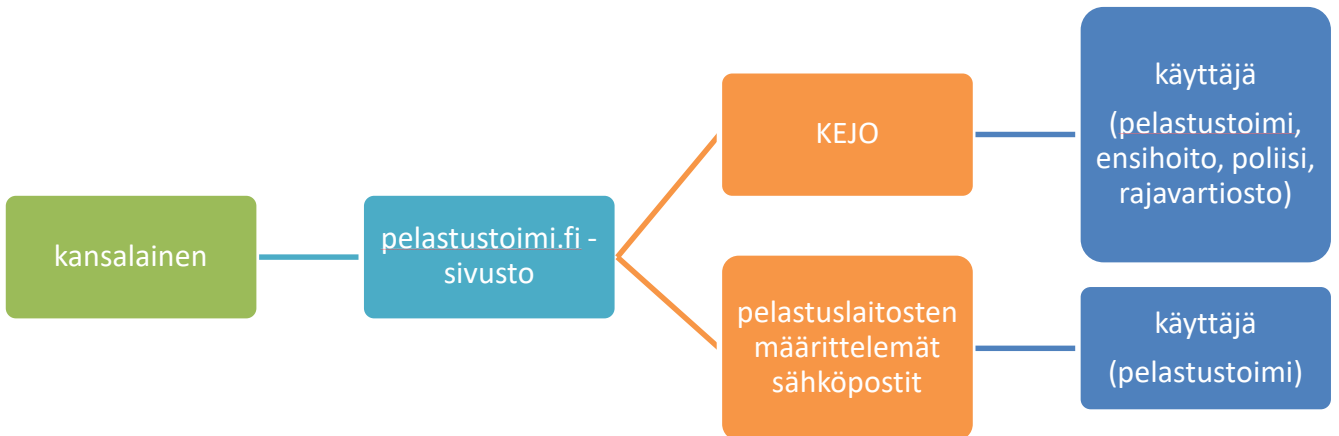 kansalainen
pelastustoimi.fi -
sivusto
KEJO
käyttäjä
(pelastustoimi,
ensihoito, poliisi,
rajavartiosto)
pelastuslaitosten
määrittelemät
sähköpostit
käyttäjä
(pelastustoimi)